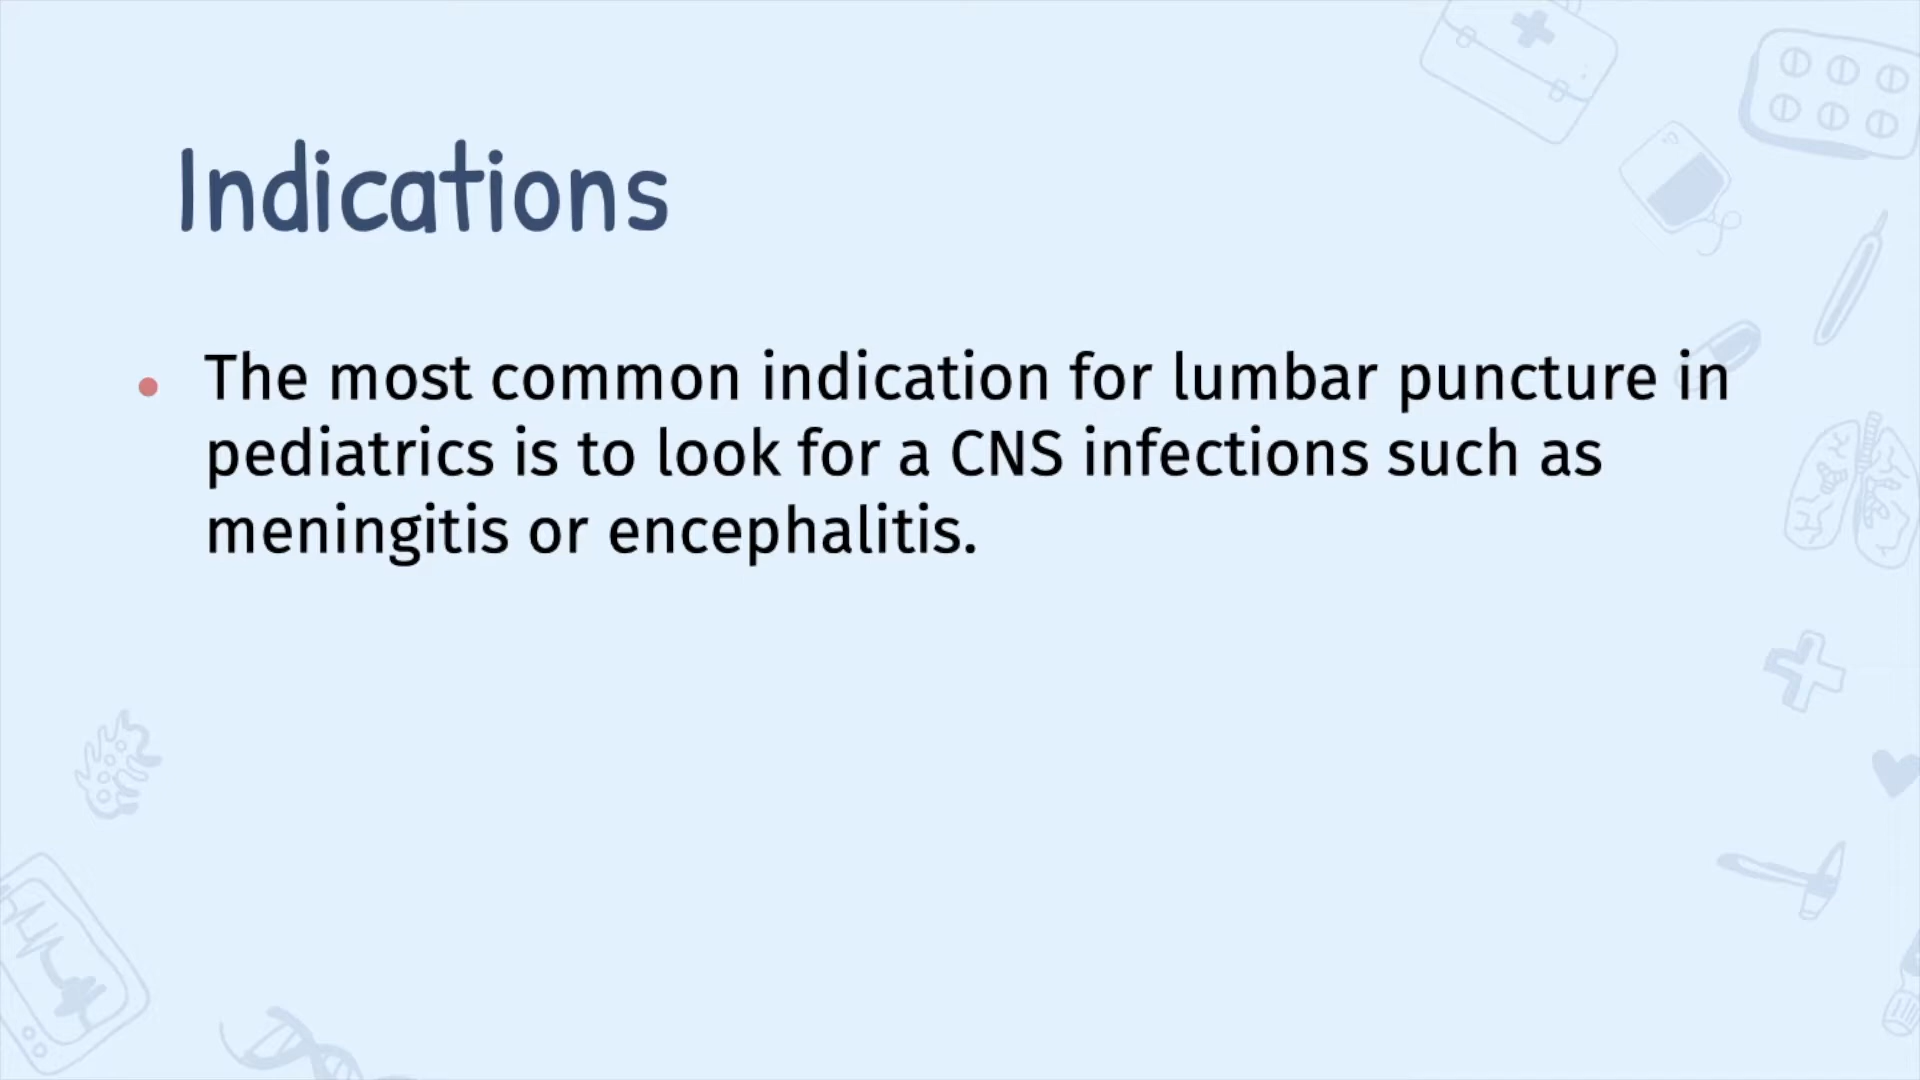 Indications
The most common indication for lumbar puncture in
pediatrics is to look for a CNS infections such as
meningitis or encephalitis.